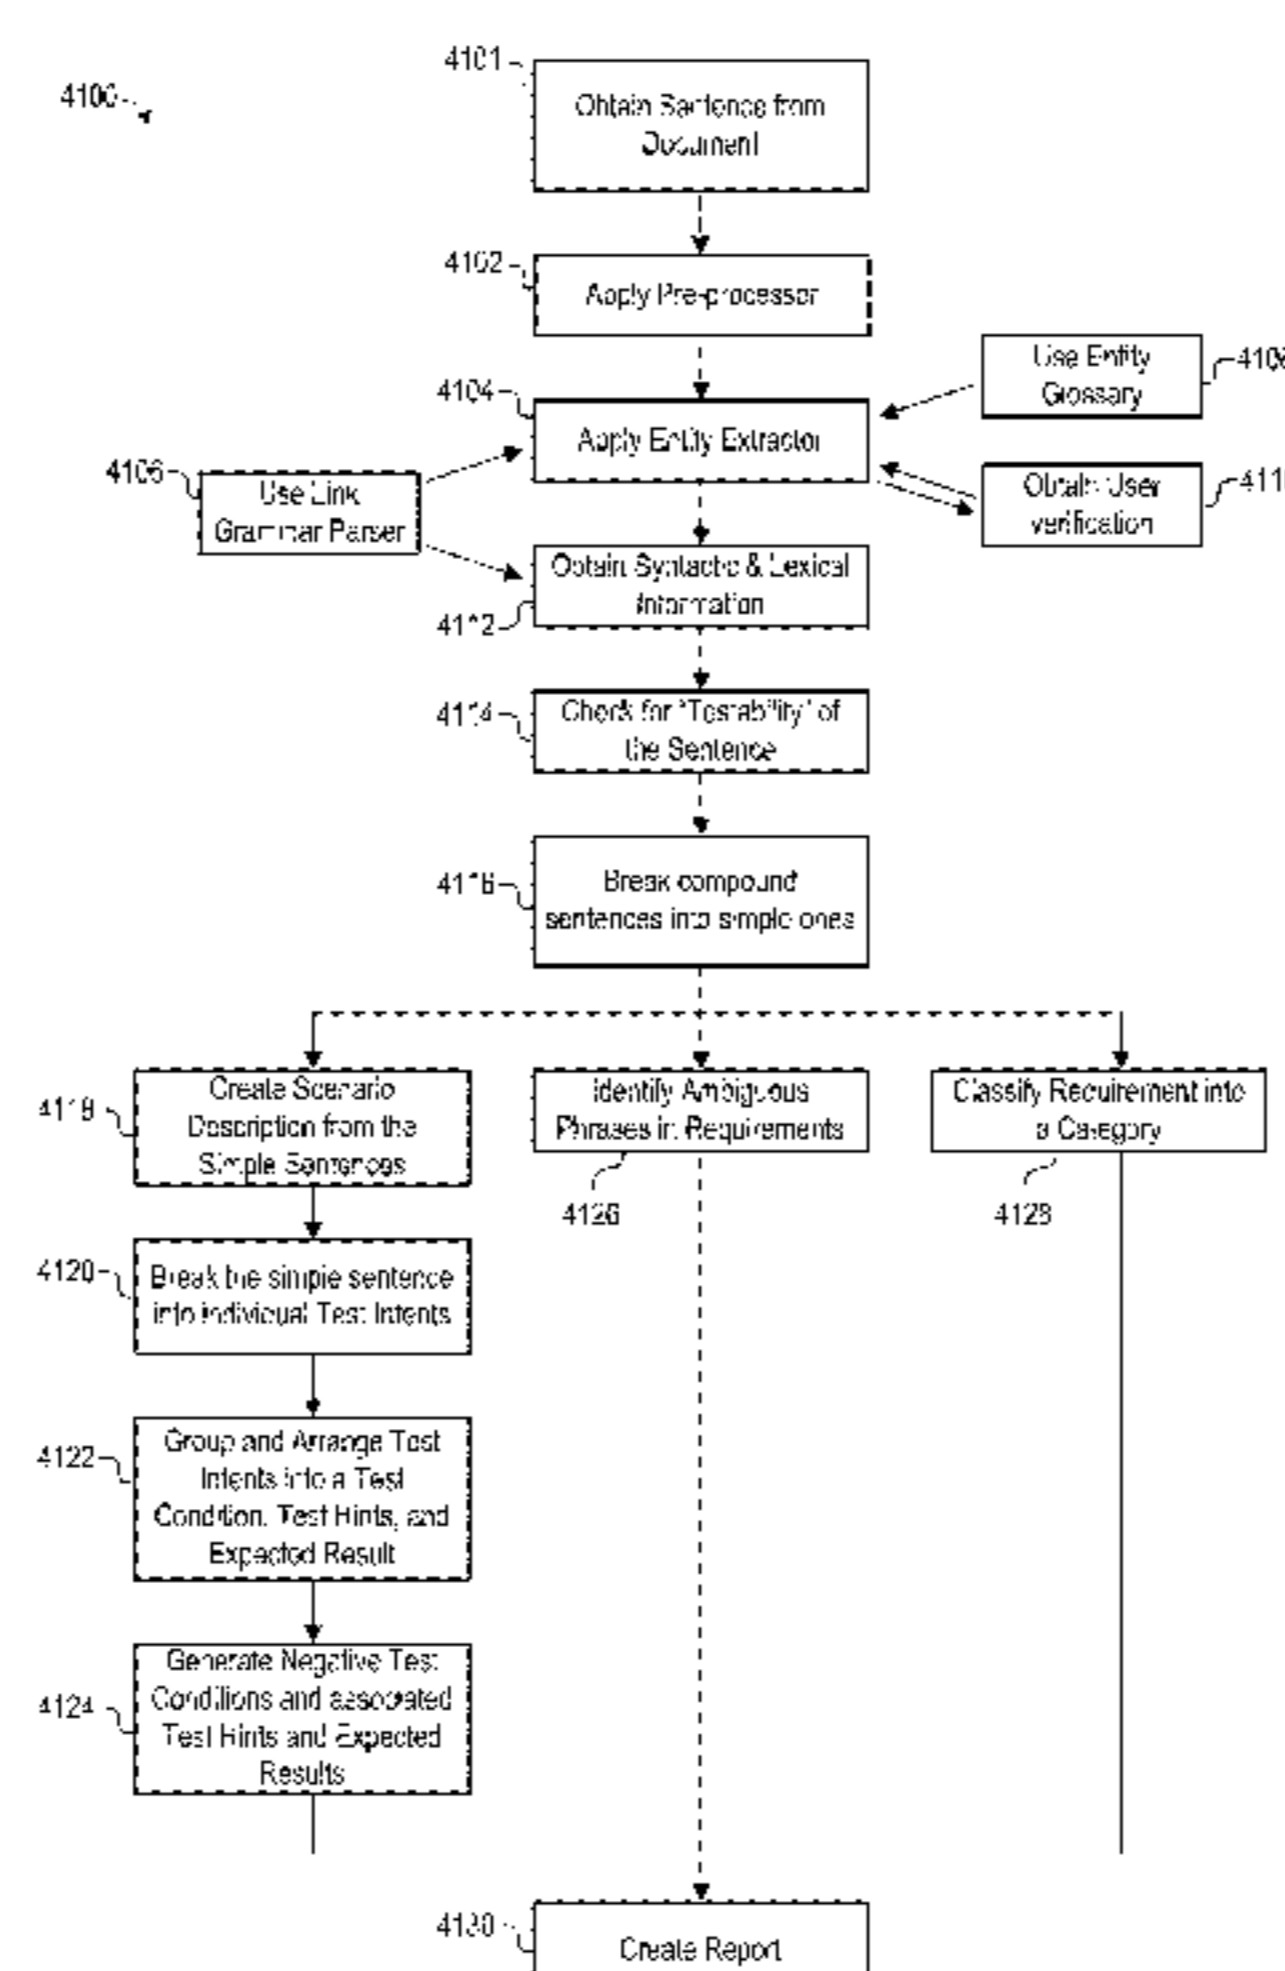 4100
4101
Obtain Sentence from
Document
4102
Apply Pre-processor
4104
Apply Entity Extractor
Use Entity
Glossary
4106
Use Link
Grammar Parser
Obtain User
verification
Obtain Syntactic & Lexical
Information
4112
4114
Check for "Testability" of
the Sentence
4116
Break compound
sentences into simple ones
Create Scenario
Description from the
Simple Sentences
Identify Ambiguous
Phrases in Requirements
4126
Classify Requirement into
a Category
4128
4120
Break the simple sentence
into individual Test Intents
4122
Group and Arrange Test
Intents into a Test
Condition, Test Hints, and
Expected Result
4124
Generate Negative Test
Conditions and associated
Test Hints and Expected
Results
4130
Create Report